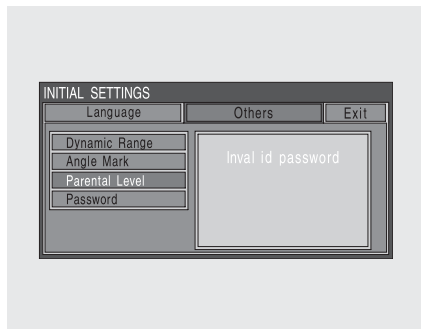 INITIAL SETTINGS
Language Others Exit
Dynamic Range
Angle Mark
Parental Level
Password
Inval id password